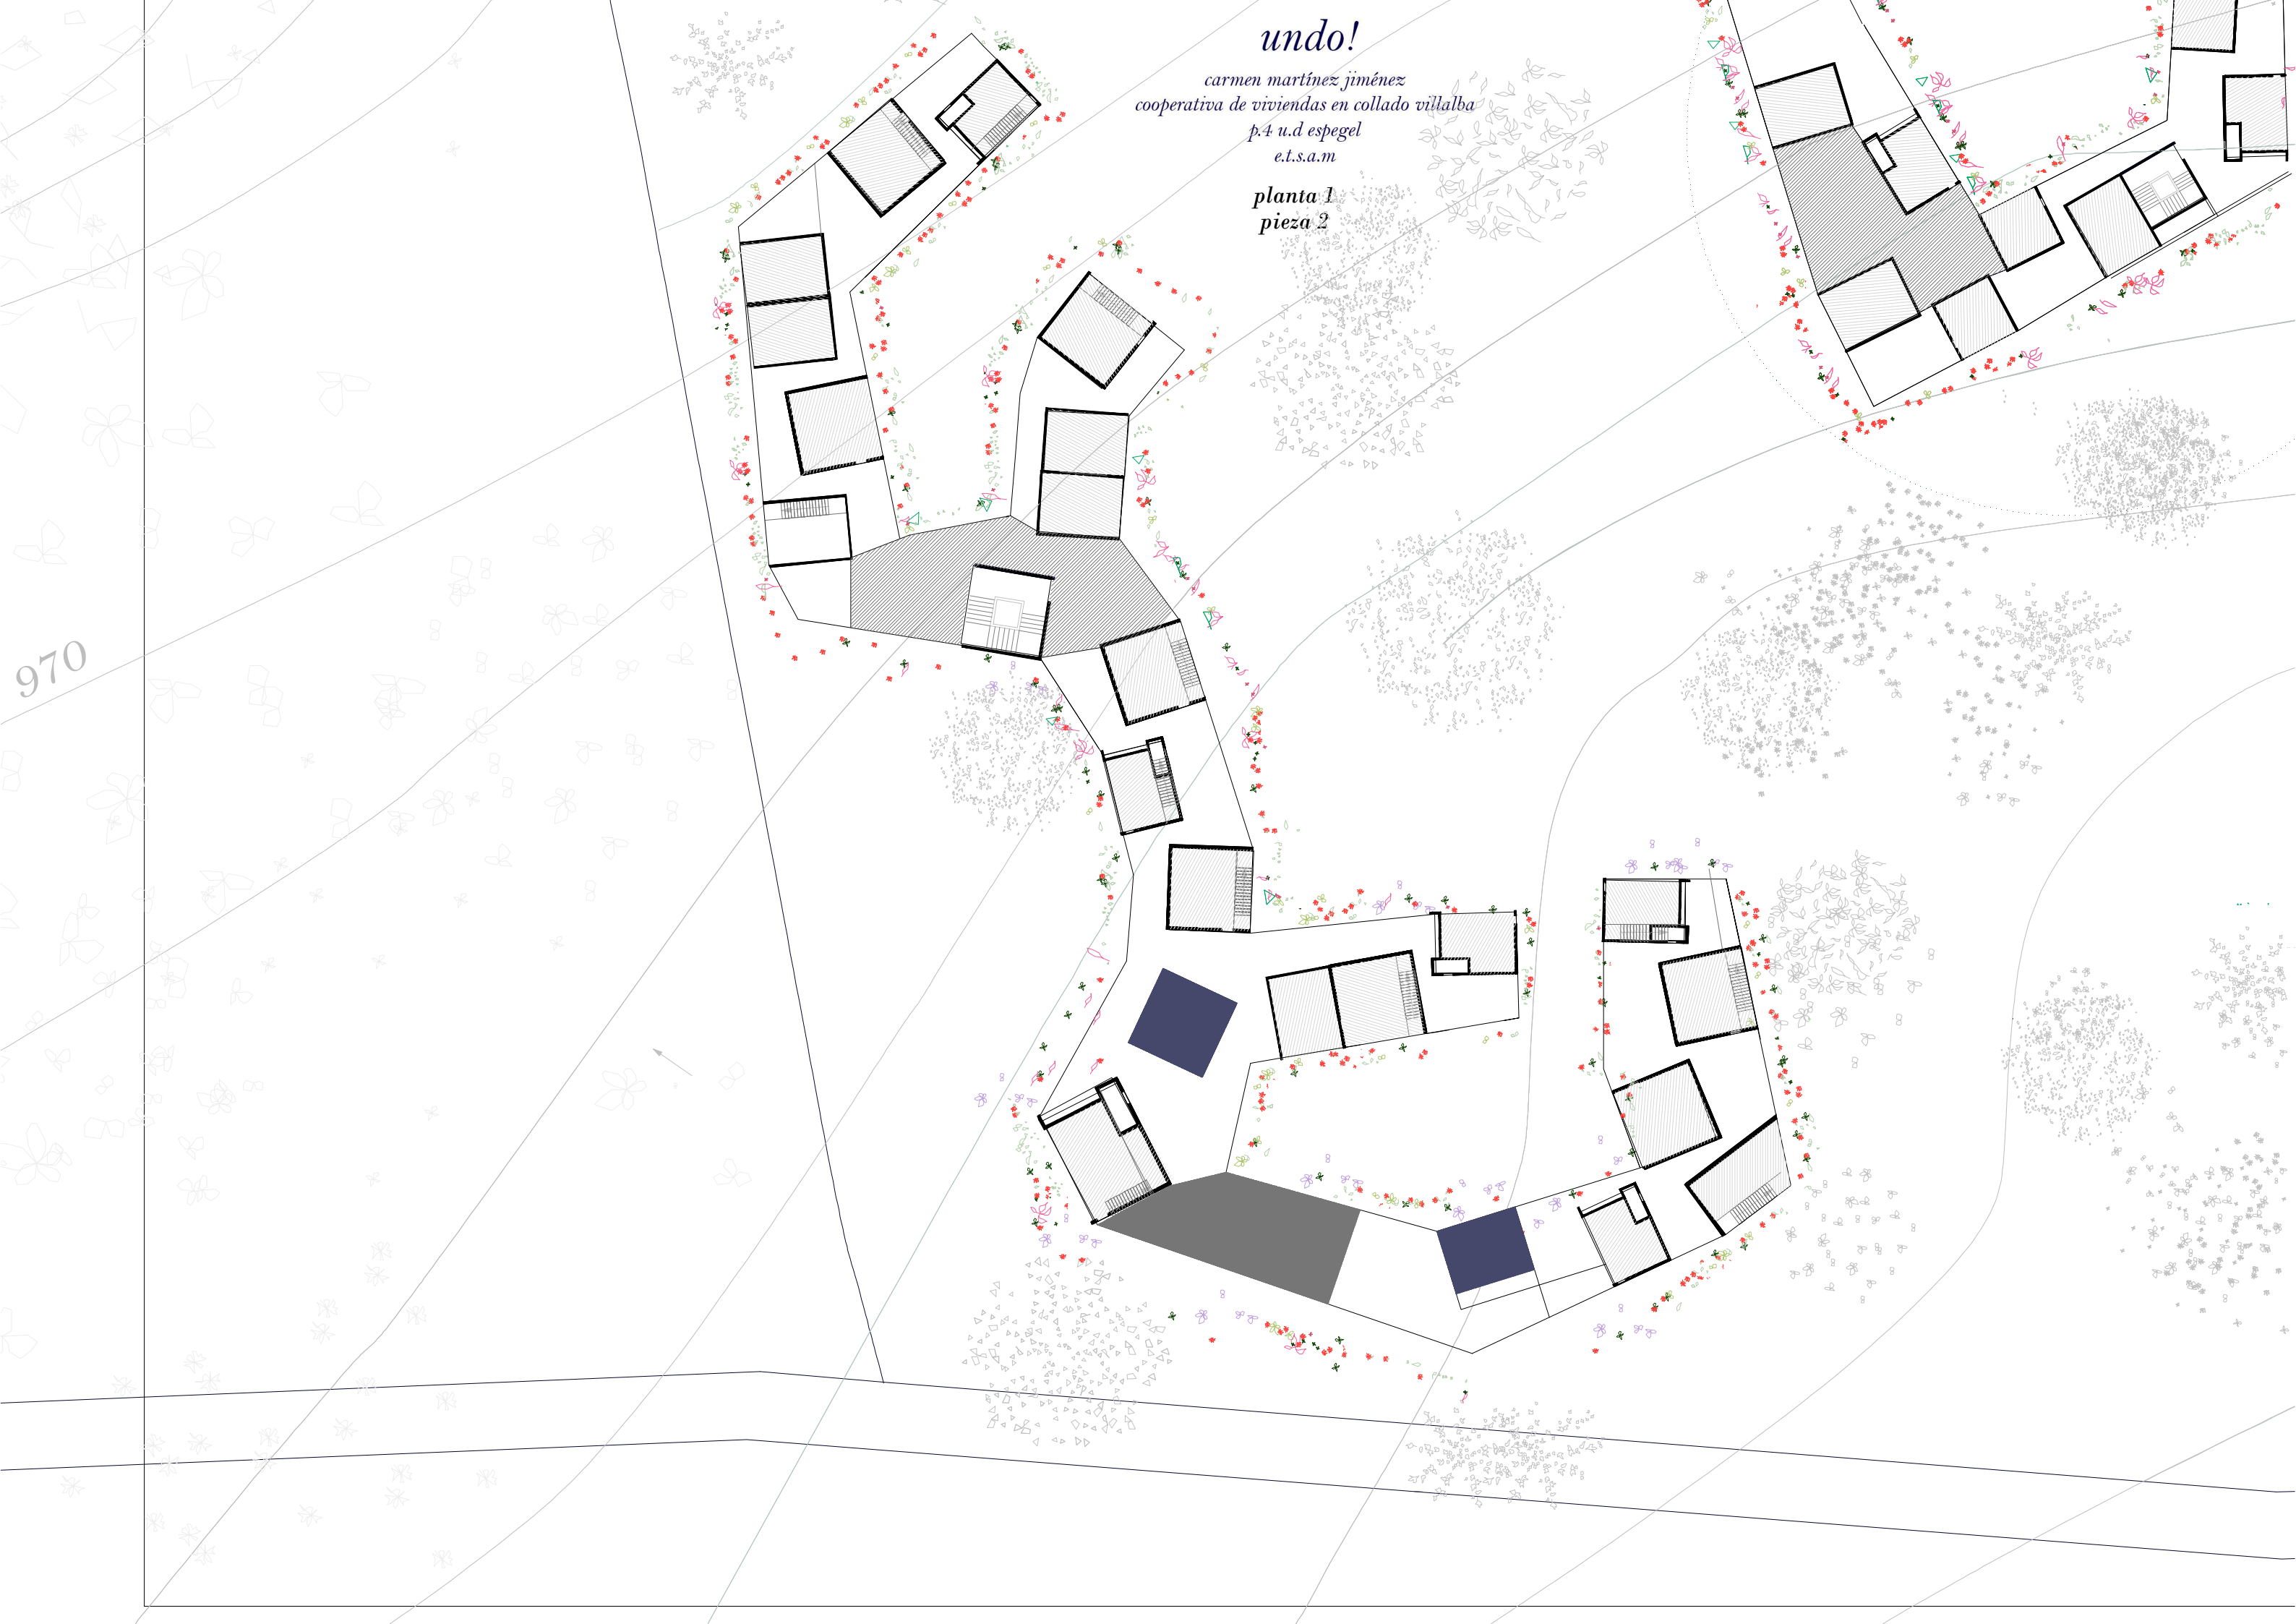 undo!
carmen martínez jiménez
cooperativa de viviendas en collado villalba
p.4 u.d espegel
e.t.s.a.m
planta 1
pieza 2
970